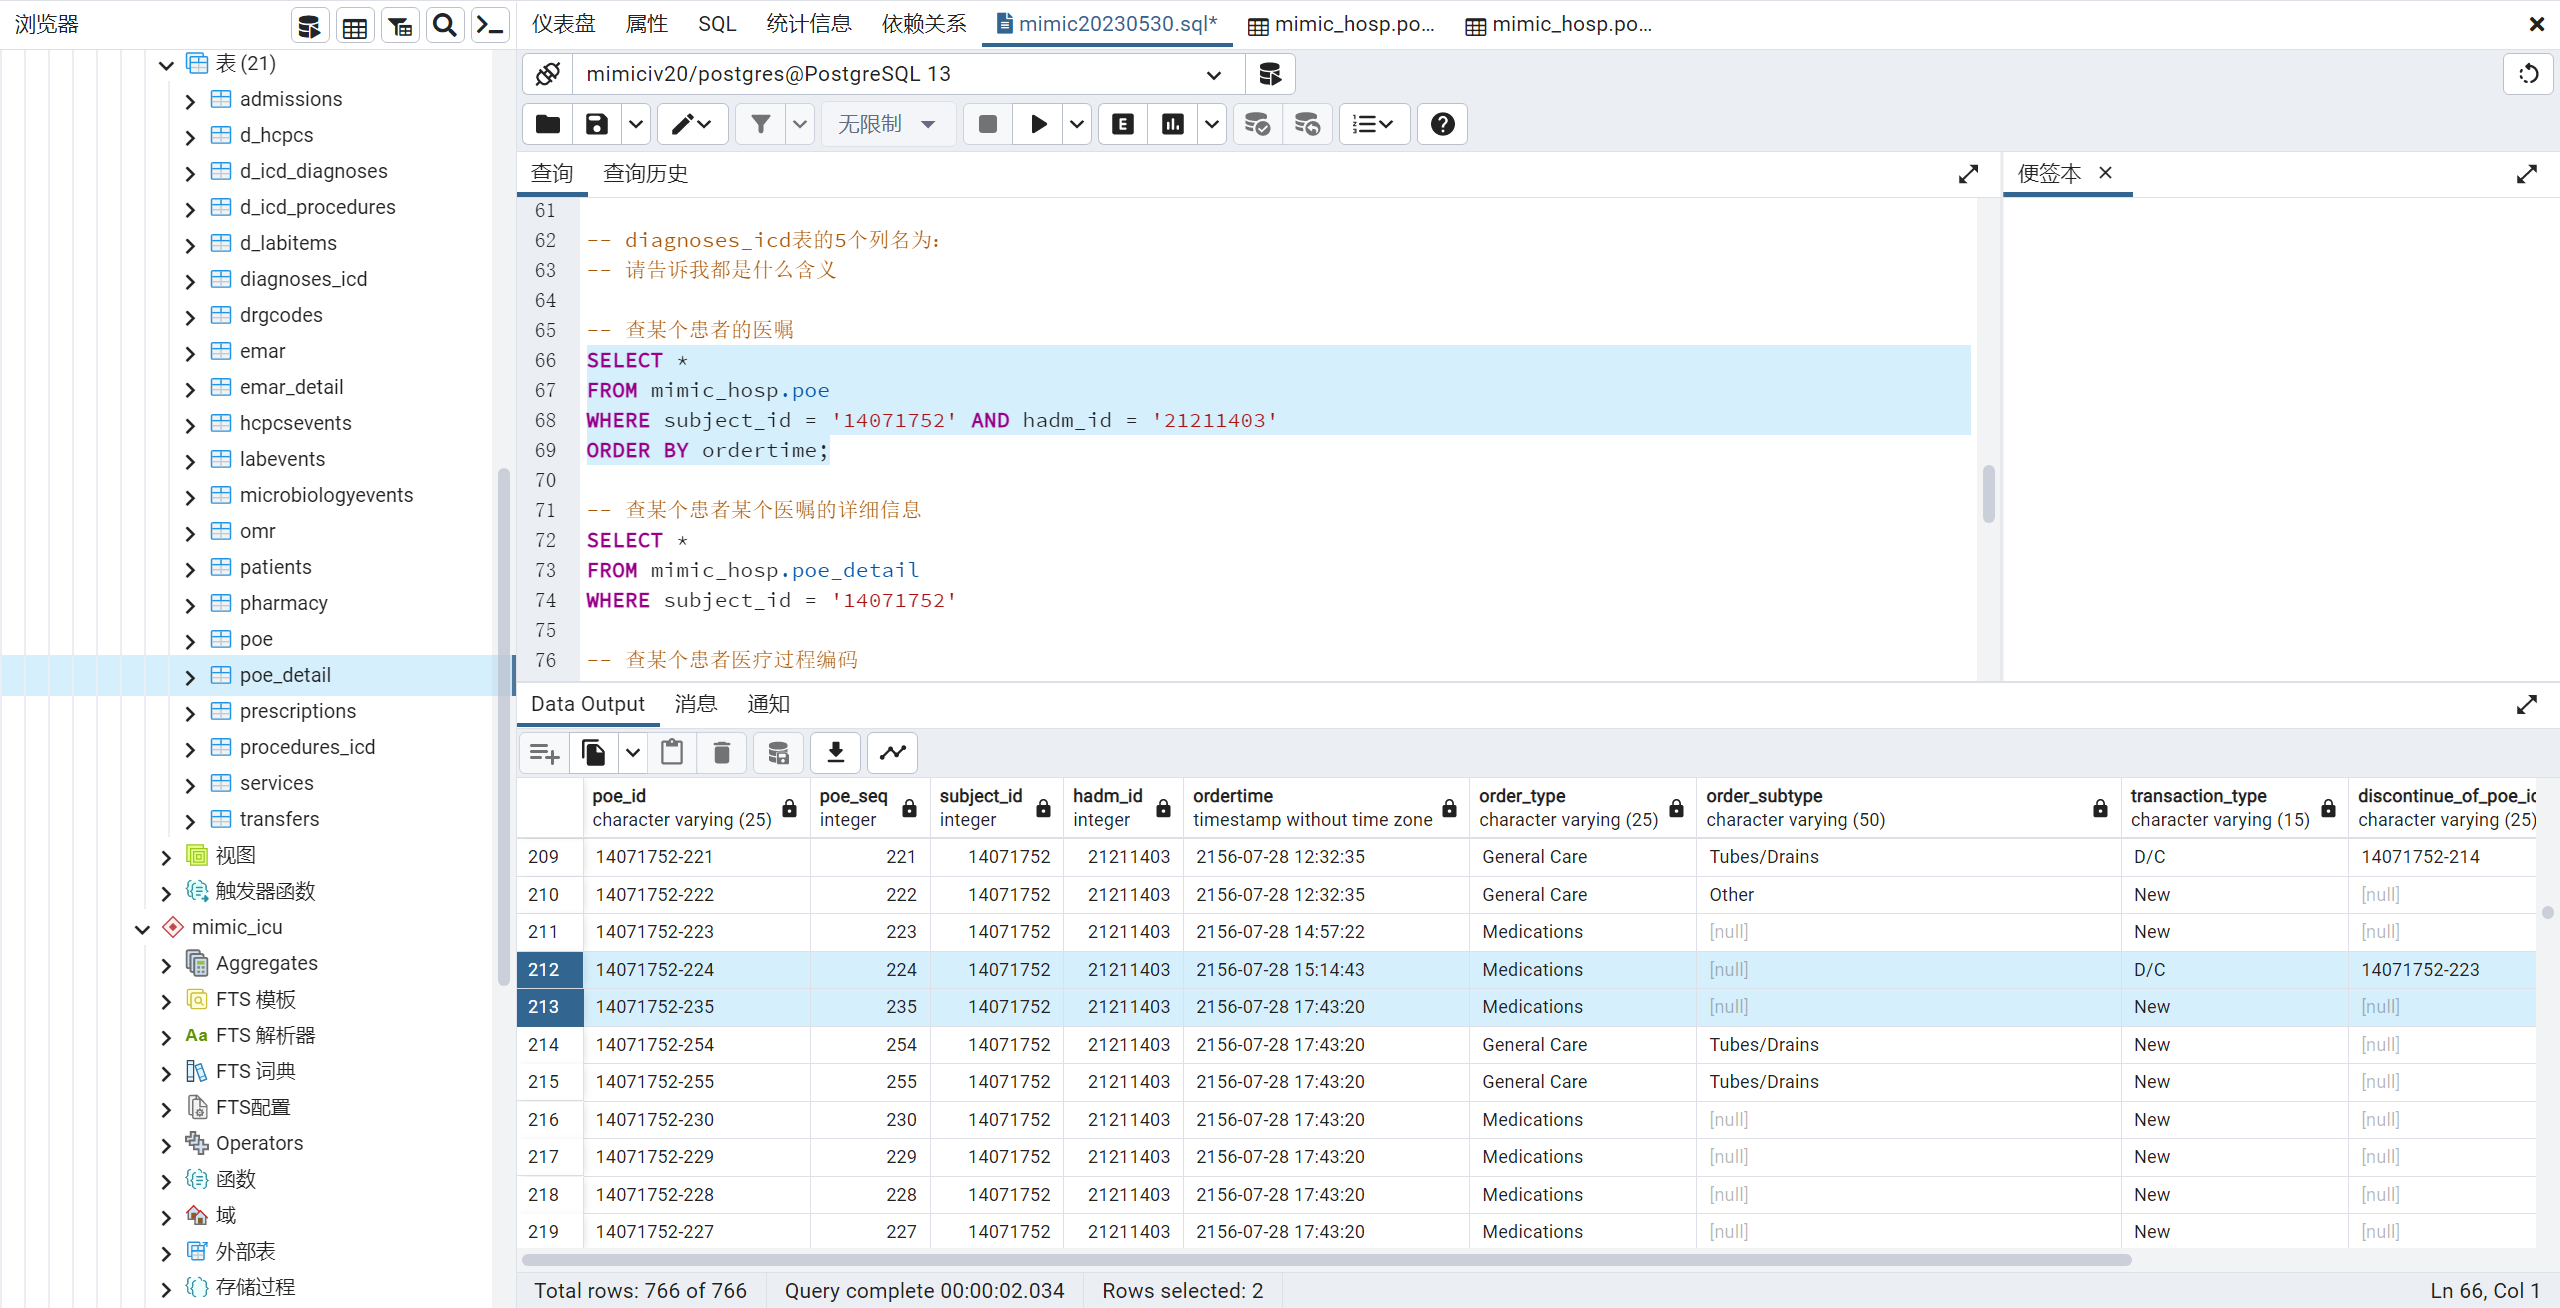 浏览器
仪表盘 属性 SQL 统计信息 依赖关系 mimic20230530.sql* mimic_hosp.po... mimic_hosp.po...
表 (21)
admissions
d_hcpcs
d_icd_diagnoses
d_icd_procedures
d_labitems
diagnoses_icd
drgcodes
emar
emar_detail
hcpcsevents
labevents
microbiologyevents
omr
patients
pharmacy
poe
poe_detail
prescriptions
procedures_icd
services
transfers
视图
触发器函数
mimic_icu
Aggregates
FTS 模板
Aa FTS 解析器
FTS 词典
FTS配置
Operators
函数
域
外部表
存储过程
mimiciv20/postgres@PostgreSQL 13
无限制 E
查询 查询历史
便签本
61
62 -- diagnoses_icd表的5个列名为:
63 -- 请告诉我都是什么含义
64
65 -- 查某个患者的医嘱
66 SELECT *
67 FROM mimic_hosp.poe
68 WHERE subject_id = '14071752' AND hadm_id = '21211403'
69 ORDER BY ordertime;
70
71 -- 查某个患者某个医嘱的详细信息
72 SELECT *
73 FROM mimic_hosp.poe_detail
74 WHERE subject_id = '14071752'
75
76 -- 查某个患者医疗过程编码
Data Output 消息 通知
poe_id poe_seq subject_id hadm_id ordertime order_type order_subtype transaction_type discontinue_of_poe_id
character varying (25) integer integer integer timestamp without time zone character varying (25) character varying (50) character varying (15) character varying (25)
209 14071752-221 221 14071752 21211403 2156-07-28 12:32:35 General Care Tubes/Drains D/C 14071752-214
210 14071752-222 222 14071752 21211403 2156-07-28 12:32:35 General Care Other New [null]
211 14071752-223 223 14071752 21211403 2156-07-28 14:57:22 Medications [null] New [null]
212 14071752-224 224 14071752 21211403 2156-07-28 15:14:43 Medications [null] D/C 14071752-223
213 14071752-235 235 14071752 21211403 2156-07-28 17:43:20 Medications [null] New [null]
214 14071752-254 254 14071752 21211403 2156-07-28 17:43:20 General Care Tubes/Drains New [null]
215 14071752-255 255 14071752 21211403 2156-07-28 17:43:20 General Care Tubes/Drains New [null]
216 14071752-230 230 14071752 21211403 2156-07-28 17:43:20 Medications [null] New [null]
217 14071752-229 229 14071752 21211403 2156-07-28 17:43:20 Medications [null] New [null]
218 14071752-228 228 14071752 21211403 2156-07-28 17:43:20 Medications [null] New [null]
219 14071752-227 227 14071752 21211403 2156-07-28 17:43:20 Medications [null] New [null]
Total rows: 766 of 766 Query complete 00:00:02.034 Rows selected: 2 Ln 66, Col 1